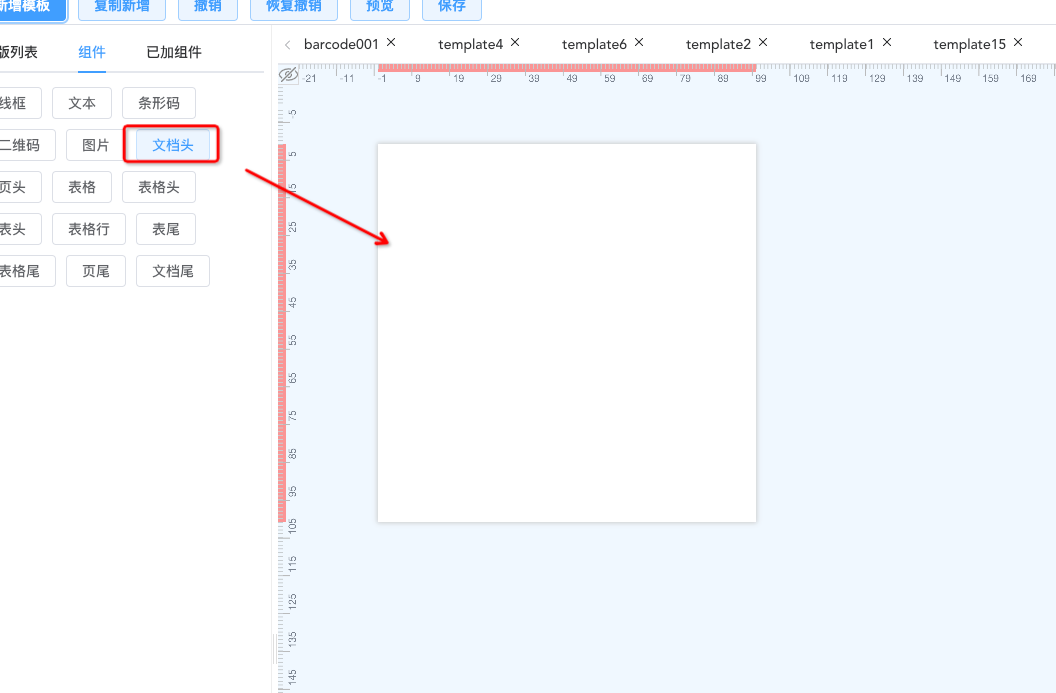 新增模板 复制新增 撤销 恢复撤销 预览 保存
版列表 组件 已加组件
barcode001 template4 template6 template2 template1 template15
-21 -11 -1 9 19 29 39 49 59 69 79 89 99 109 119 129 139 149 159 169
线框 文本 条形码
二维码 图片 文档头
页头 表格 表格头
表头 表格行 表尾
表格尾 页尾 文档尾
-5
5
15
25
35
45
55
65
75
85
95
105
115
125
135
145